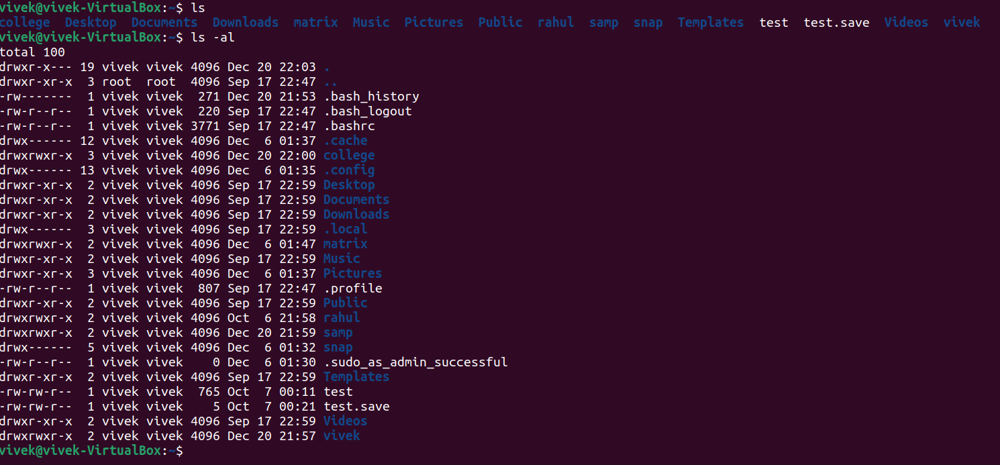 vivek@vivek-VirtualBox:~$ ls
college  Desktop  Documents  Downloads  matrix  Music  Pictures  Public  rahul  samp  snap  Templates  test  test.save  Videos  vivek
vivek@vivek-VirtualBox:~$ ls -al
total 100
drwxr-x--- 19 vivek vivek 4096 Dec 20 22:03 .
drwxr-xr-x  3 root  root  4096 Sep 17 22:47 ..
-rw-------  1 vivek vivek  271 Dec 20 21:53 .bash_history
-rw-r--r--  1 vivek vivek  220 Sep 17 22:47 .bash_logout
-rw-r--r--  1 vivek vivek 3771 Sep 17 22:47 .bashrc
drwx------ 12 vivek vivek 4096 Dec  6 01:37 .cache
drwxrwxr-x  3 vivek vivek 4096 Dec 20 22:00 college
drwx------ 13 vivek vivek 4096 Dec  6 01:35 .config
drwxr-xr-x  2 vivek vivek 4096 Sep 17 22:59 Desktop
drwxr-xr-x  2 vivek vivek 4096 Sep 17 22:59 Documents
drwxr-xr-x  2 vivek vivek 4096 Sep 17 22:59 Downloads
drwx------  3 vivek vivek 4096 Sep 17 22:59 .local
drwxrwxr-x  2 vivek vivek 4096 Dec  6 01:47 matrix
drwxr-xr-x  2 vivek vivek 4096 Sep 17 22:59 Music
drwxr-xr-x  3 vivek vivek 4096 Dec  6 01:37 Pictures
-rw-r--r--  1 vivek vivek  807 Sep 17 22:47 .profile
drwxr-xr-x  2 vivek vivek 4096 Sep 17 22:59 Public
drwxrwxr-x  2 vivek vivek 4096 Oct  6 21:58 rahul
drwxrwxr-x  2 vivek vivek 4096 Dec 20 21:59 samp
drwx------  5 vivek vivek 4096 Dec  6 01:32 snap
-rw-r--r--  1 vivek vivek    0 Dec  6 01:30 .sudo_as_admin_successful
drwxr-xr-x  2 vivek vivek 4096 Sep 17 22:59 Templates
-rw-rw-r--  1 vivek vivek  765 Oct  7 00:11 test
-rw-rw-r--  1 vivek vivek    5 Oct  7 00:21 test.save
drwxr-xr-x  2 vivek vivek 4096 Sep 17 22:59 Videos
drwxrwxr-x  2 vivek vivek 4096 Dec 20 21:57 vivek
vivek@vivek-VirtualBox:~$